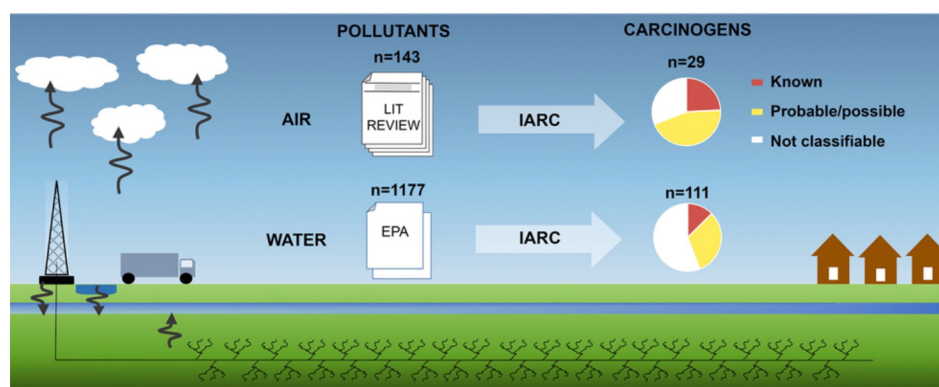 POLLUTANTS
CARCINOGENS
n=143
n=29
AIR
LIT
REVIEW
IARC
Known
Probable/possible
Not classifiable
n=1177
n=111
WATER
EPA
IARC